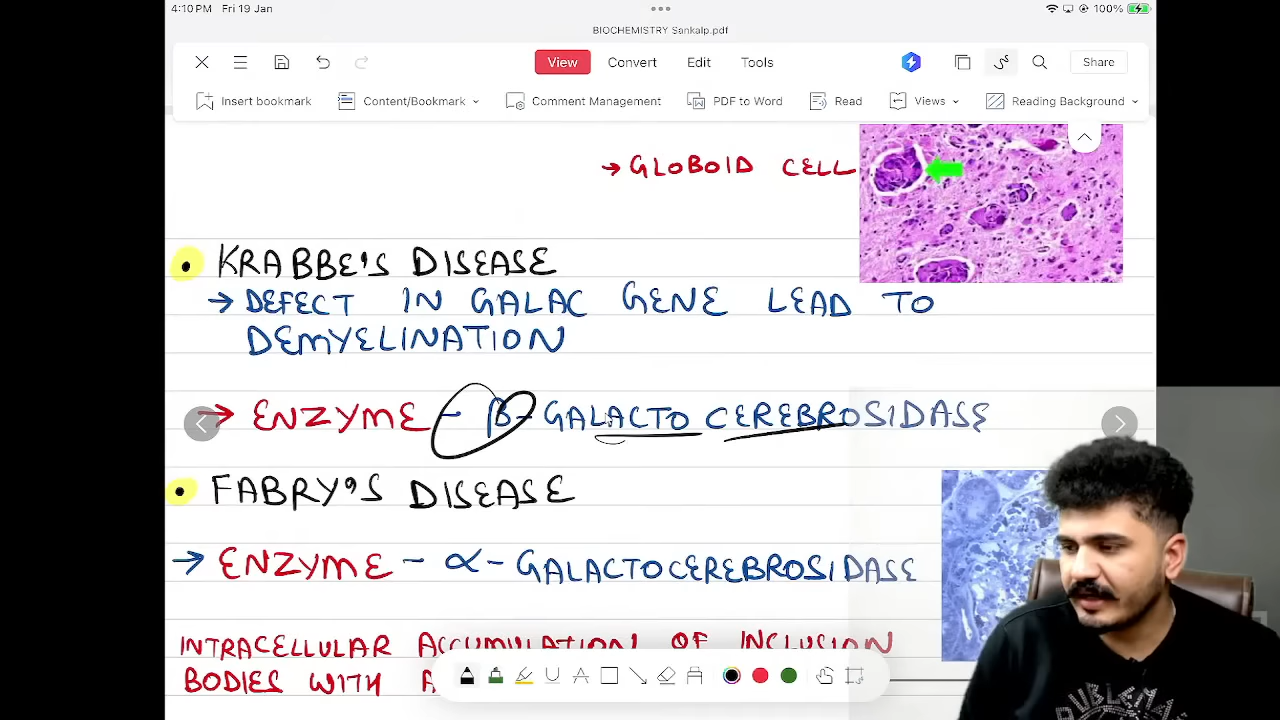 4:10 PM Fri 19 Jan
100%
BIOCHEMISTRY Sankalp.pdf
View Convert Edit Tools Share
Insert bookmark Content/Bookmark Comment Management PDF to Word Read Views Reading Background
→ GLOBOID CELL
• KRABBE'S DISEASE
→ DEFECT IN GALAC GENE LEAD TO
DEMYELINATION
→ ENZYME - β- GALACTO CEREBROSIDASE
• FABRY'S DISEASE
→ ENZYME - α- GALACTOCEREBROSIDASE
INTRACELLULAR ACCUMULATION OF INCLUSION
BODIES WITH